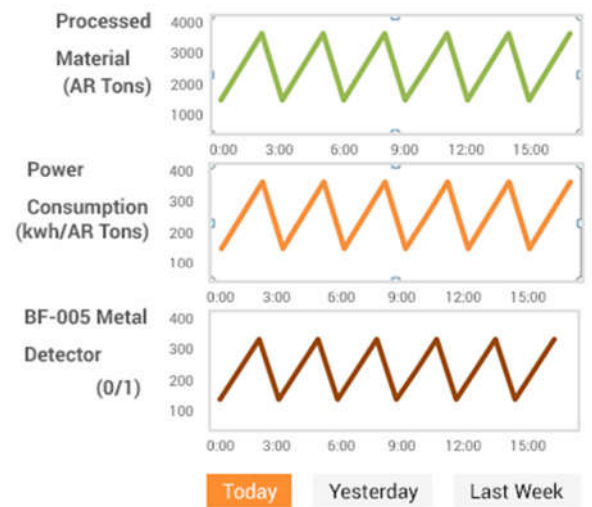 Processed
Material
(AR Tons)
4000
3000
2000
1000
0:00 3:00 6:00 9:00 12:00 15:00
Power
Consumption
(kwh/AR Tons)
400
300
200
100
0:00 3:00 6:00 9:00 12:00 15:00
BF-005 Metal
Detector
(0/1)
400
300
200
100
0:00 3:00 6:00 9:00 12:00 15:00
Today Yesterday Last Week